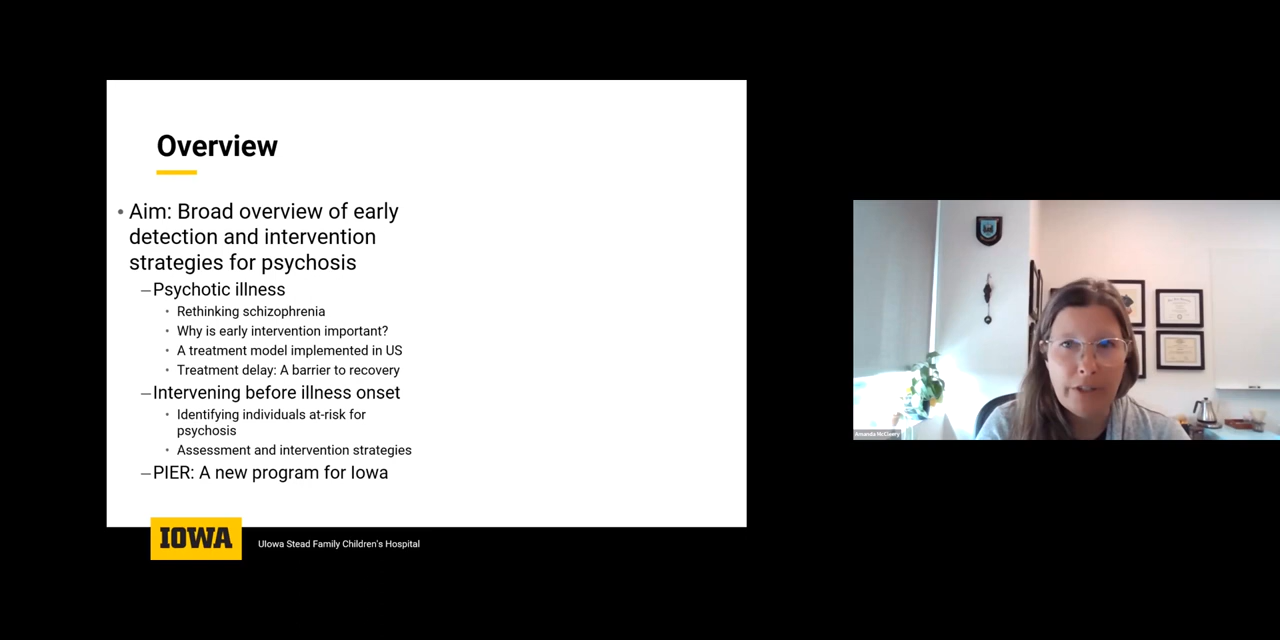 Overview
• Aim: Broad overview of early
detection and intervention
strategies for psychosis
–Psychotic illness
• Rethinking schizophrenia
• Why is early intervention important?
• A treatment model implemented in US
• Treatment delay: A barrier to recovery
–Intervening before illness onset
• Identifying individuals at-risk for
psychosis
• Assessment and intervention strategies
–PIER: A new program for Iowa
IOWA
UIowa Stead Family Children's Hospital
Amanda McCleery